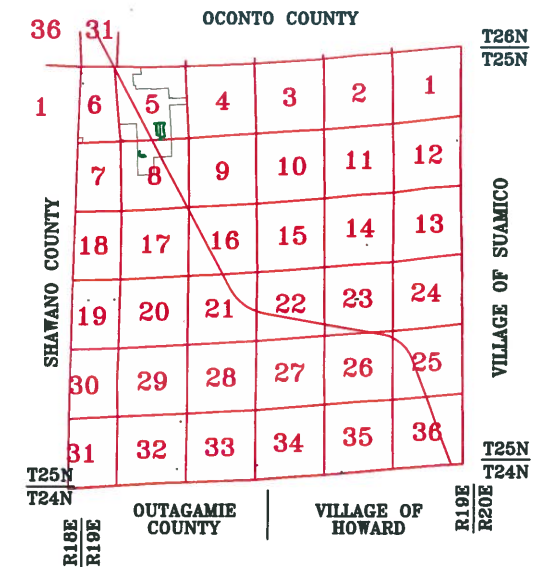 OCONTO COUNTY
36 31
T26N
T25N
1 6 5 4 3 2 1
7 8 9 10 11 12
18 17 16 15 14 13
19 20 21 22 23 24
30 29 28 27 26 25
31 32 33 34 35 36
SHAWANO COUNTY
VILLAGE OF SUAMICO
T25N
T24N
T25N
T24N
R18E
R19E
OUTAGAMIE
COUNTY
VILLAGE OF
HOWARD
R19E
R20E